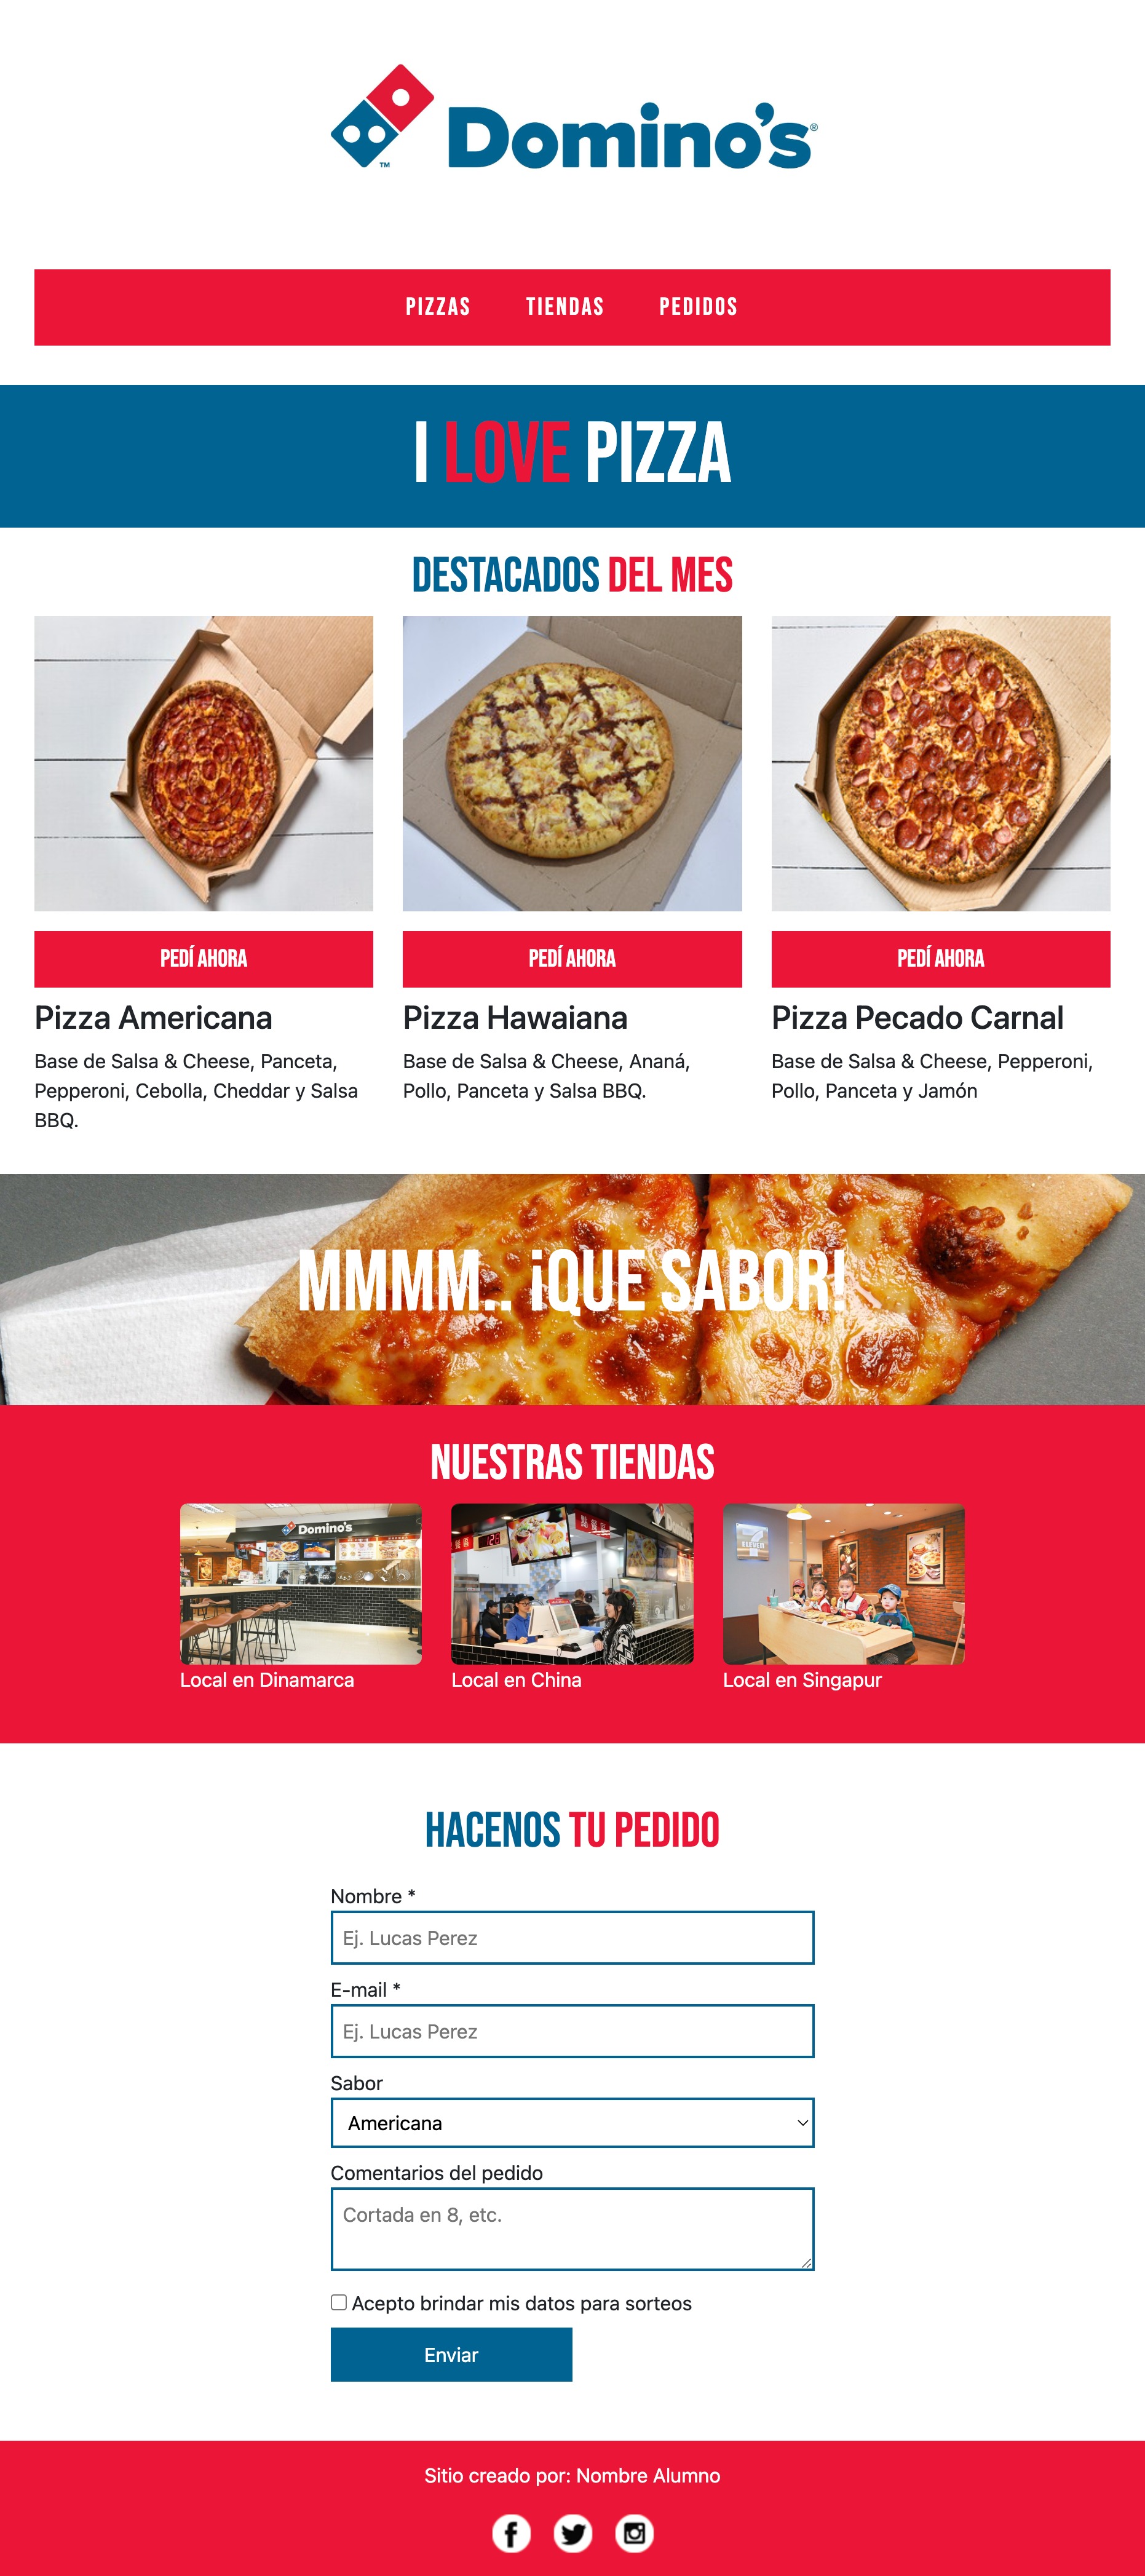 Domino's®
TM
PIZZAS TIENDAS PEDIDOS
I LOVE PIZZA
DESTACADOS DEL MES
PEDÍ AHORA
Pizza Americana
Base de Salsa & Cheese, Panceta,
Pepperoni, Cebolla, Cheddar y Salsa
BBQ.
PEDÍ AHORA
Pizza Hawaiana
Base de Salsa & Cheese, Ananá,
Pollo, Panceta y Salsa BBQ.
PEDÍ AHORA
Pizza Pecado Carnal
Base de Salsa & Cheese, Pepperoni,
Pollo, Panceta y Jamón
MMMM.. ¡QUE SABOR!
NUESTRAS TIENDAS
Domino's
Local en Dinamarca
Local en China
ELEVEN
Local en Singapur
HACENOS TU PEDIDO
Nombre *
Ej. Lucas Perez
E-mail *
Ej. Lucas Perez
Sabor
Americana
Comentarios del pedido
Cortada en 8, etc.
Acepto brindar mis datos para sorteos
Enviar
Sitio creado por: Nombre Alumno